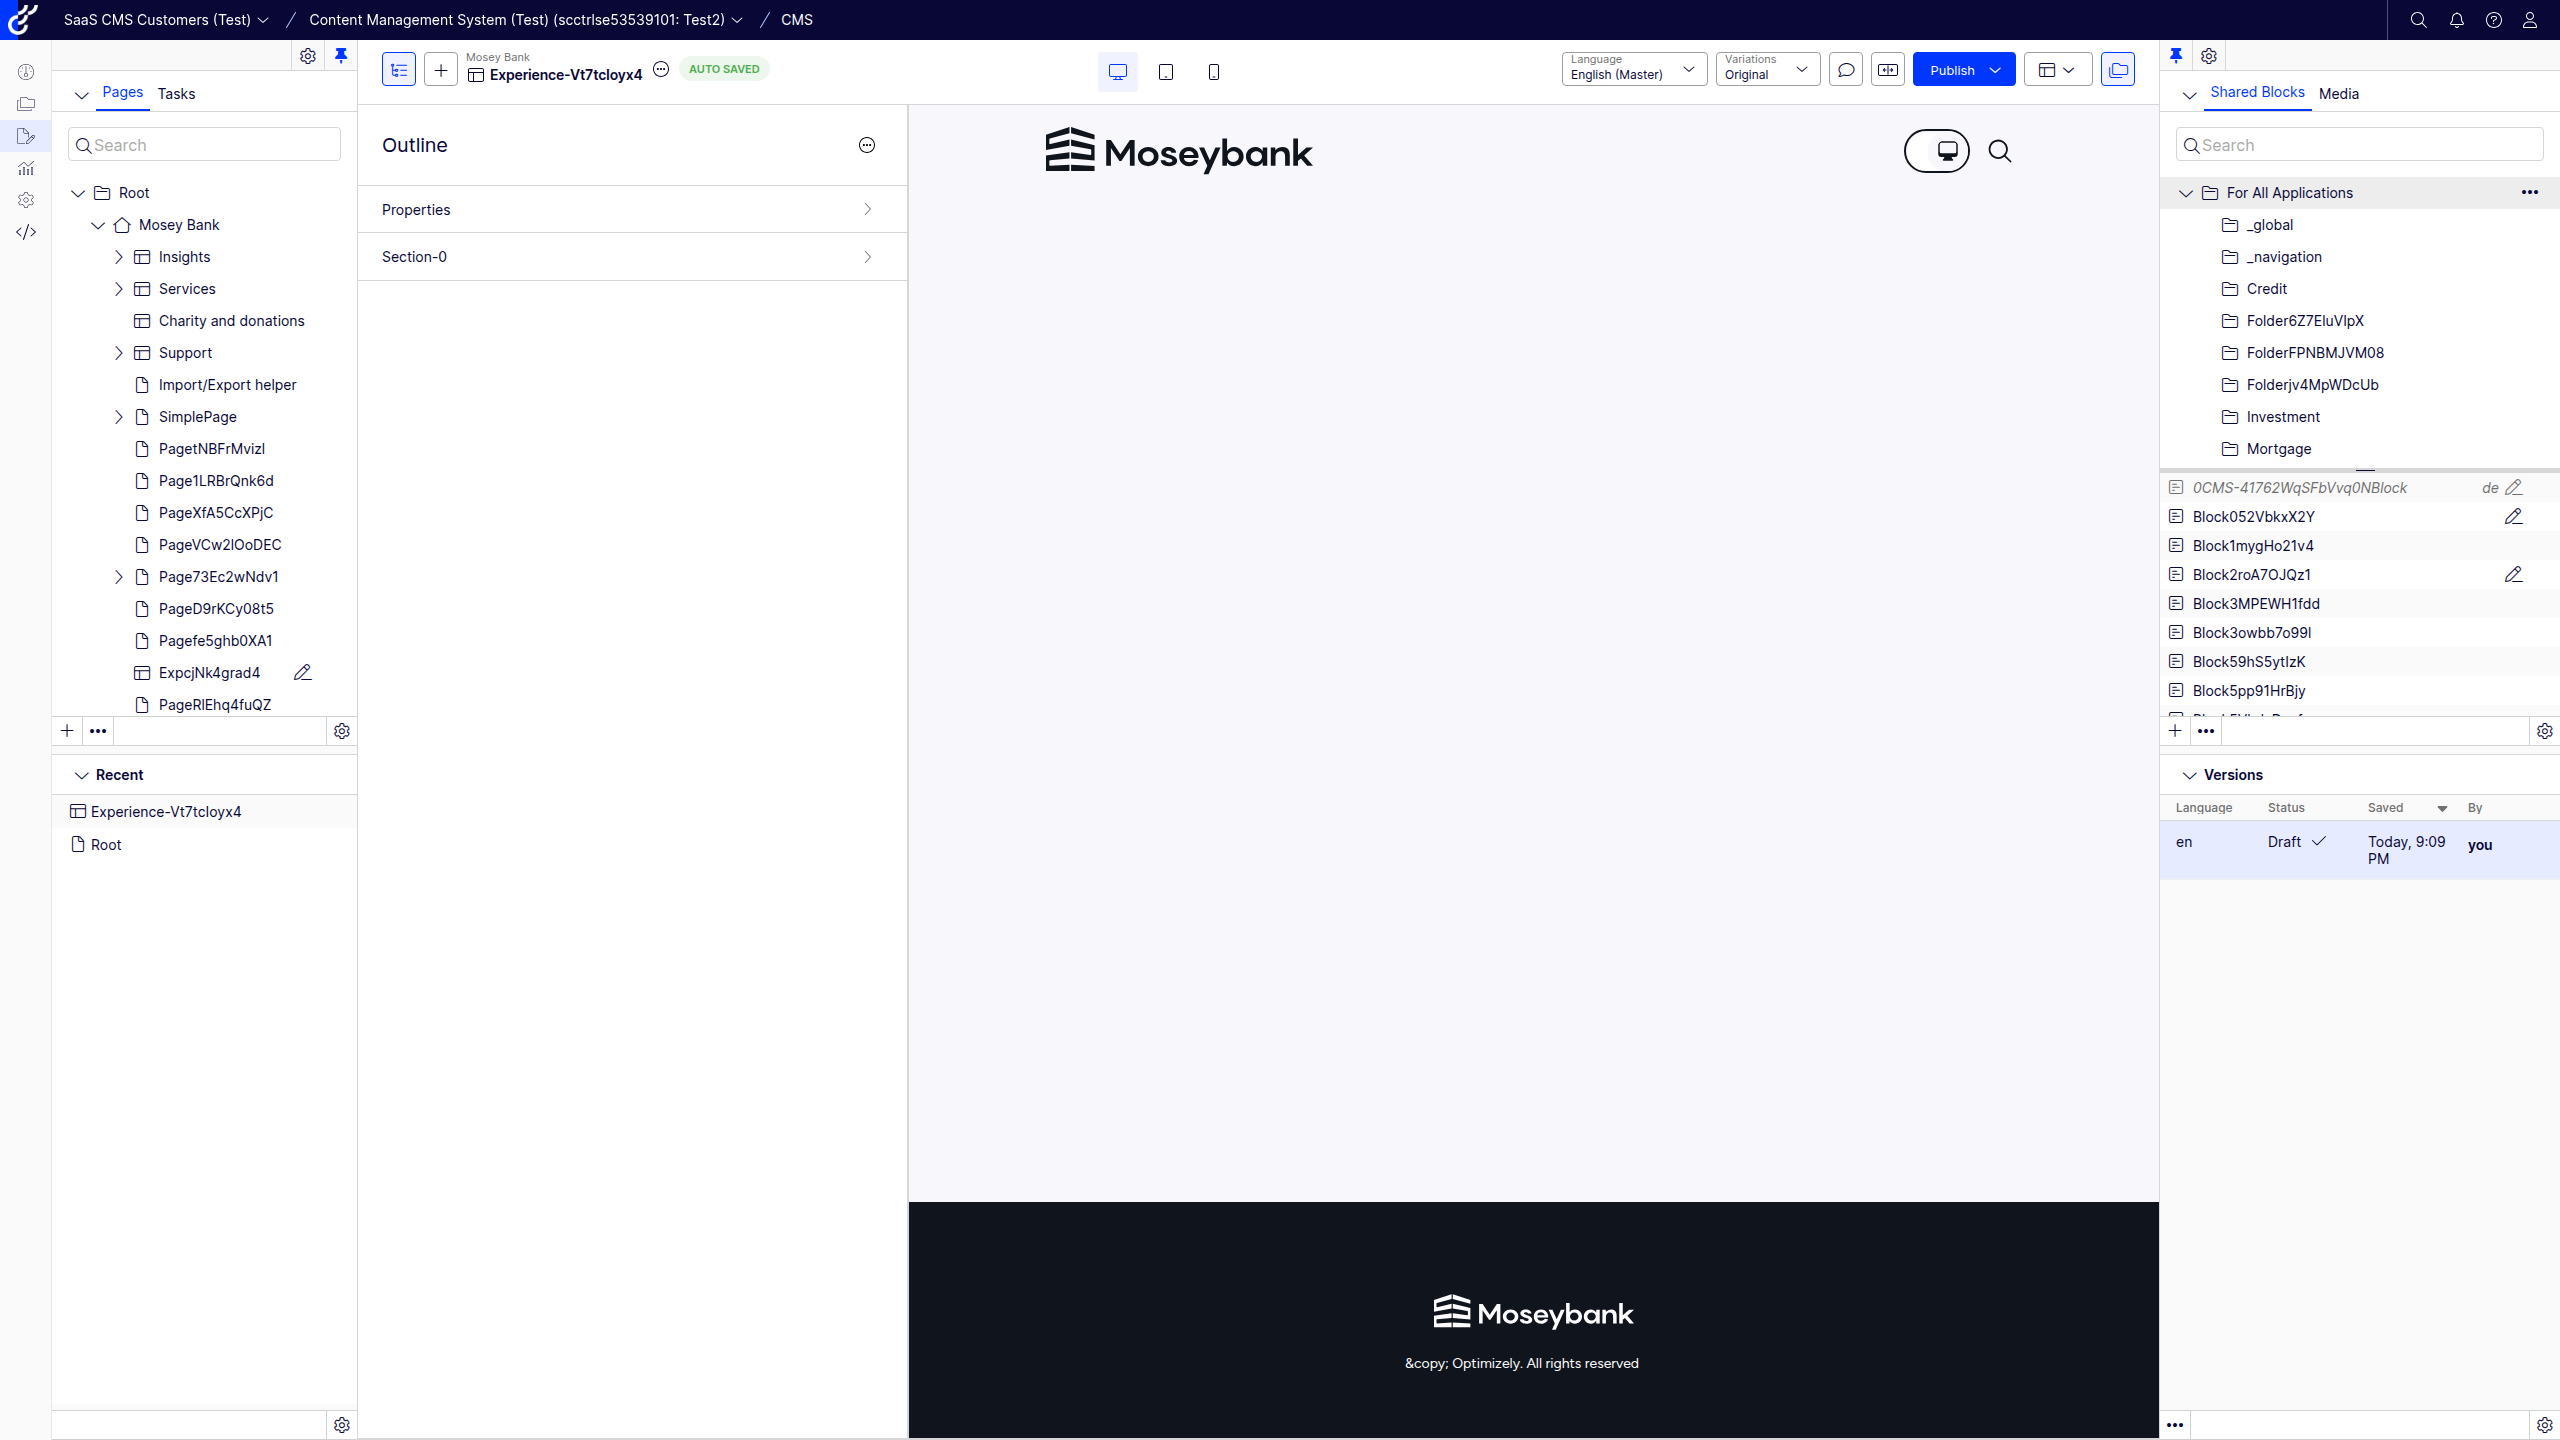 SaaS CMS Customers (Test) / Content Management System (Test) (scctrlse53539101: Test2) / CMS
Pages Tasks
Search
Root
Mosey Bank
Insights
Services
Charity and donations
Support
Import/Export helper
SimplePage
PagetNBFrMvizI
Page1LRBrQnk6d
PageXfA5CcXPjC
PageVCw2IOoDEC
Page73Ec2wNdv1
PageD9rKCy08t5
Pagefe5ghb0XA1
ExpcjNk4grad4
PageRIEhq4fuQZ
Recent
Experience-Vt7tcloyx4
Root
Mosey Bank
Experience-Vt7tcloyx4
AUTO SAVED
Language
English (Master)
Variations
Original
Publish
Outline
Properties
Section-0
Moseybank
Moseybank
&copy; Optimizely. All rights reserved
Shared Blocks Media
Search
For All Applications
_global
_navigation
Credit
Folder6Z7EluVlpX
FolderFPNBMJVM08
Folderjv4MpWDcUb
Investment
Mortgage
0CMS-41762WqSFbVvq0NBlock de
Block052VbkxX2Y
Block1mygHo21v4
Block2roA7OJQz1
Block3MPEWH1fdd
Block3owbb7o99I
Block59hS5ytIzK
Block5pp91HrBjy
Versions
Language Status Saved By
en Draft Today, 9:09 PM you